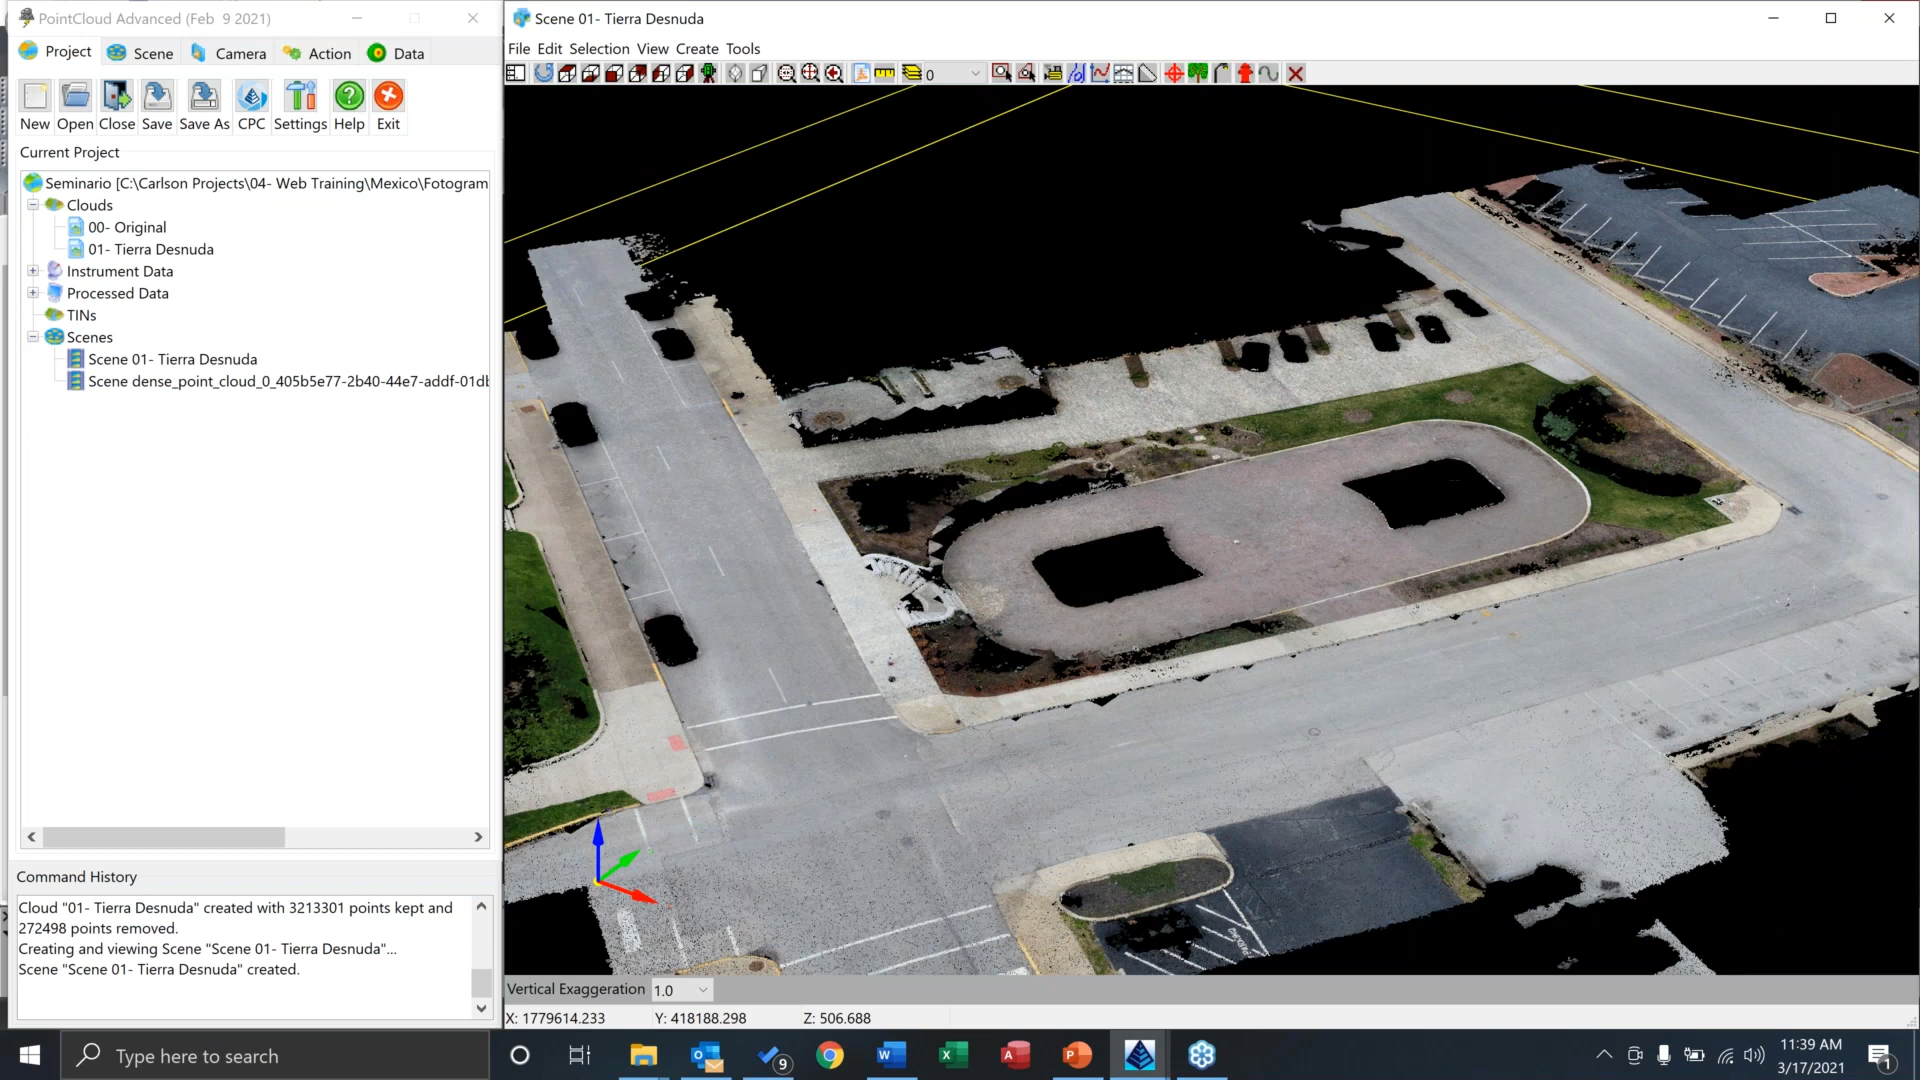 PointCloud Advanced (Feb  9 2021)
Project
Scene
Camera
Action
Data
New
Open
Close
Save
Save As
CPC
Settings
Help
Exit
Current Project
Seminario [C:\Carlson Projects\04- Web Training\Mexico\Fotogram
Clouds
00- Original
01- Tierra Desnuda
Instrument Data
Processed Data
TINs
Scenes
Scene 01- Tierra Desnuda
Scene dense_point_cloud_0_405b5e77-2b40-44e7-addf-01db
Command History
Cloud "01- Tierra Desnuda" created with 3213301 points kept and
272498 points removed.
Creating and viewing Scene "Scene 01- Tierra Desnuda"...
Scene "Scene 01- Tierra Desnuda" created.
Scene 01- Tierra Desnuda
File Edit Selection View Create Tools
0
Vertical Exaggeration 1.0
X: 1779614.233
Y: 418188.298
Z: 506.688
Type here to search
9
11:39 AM
3/17/2021
1